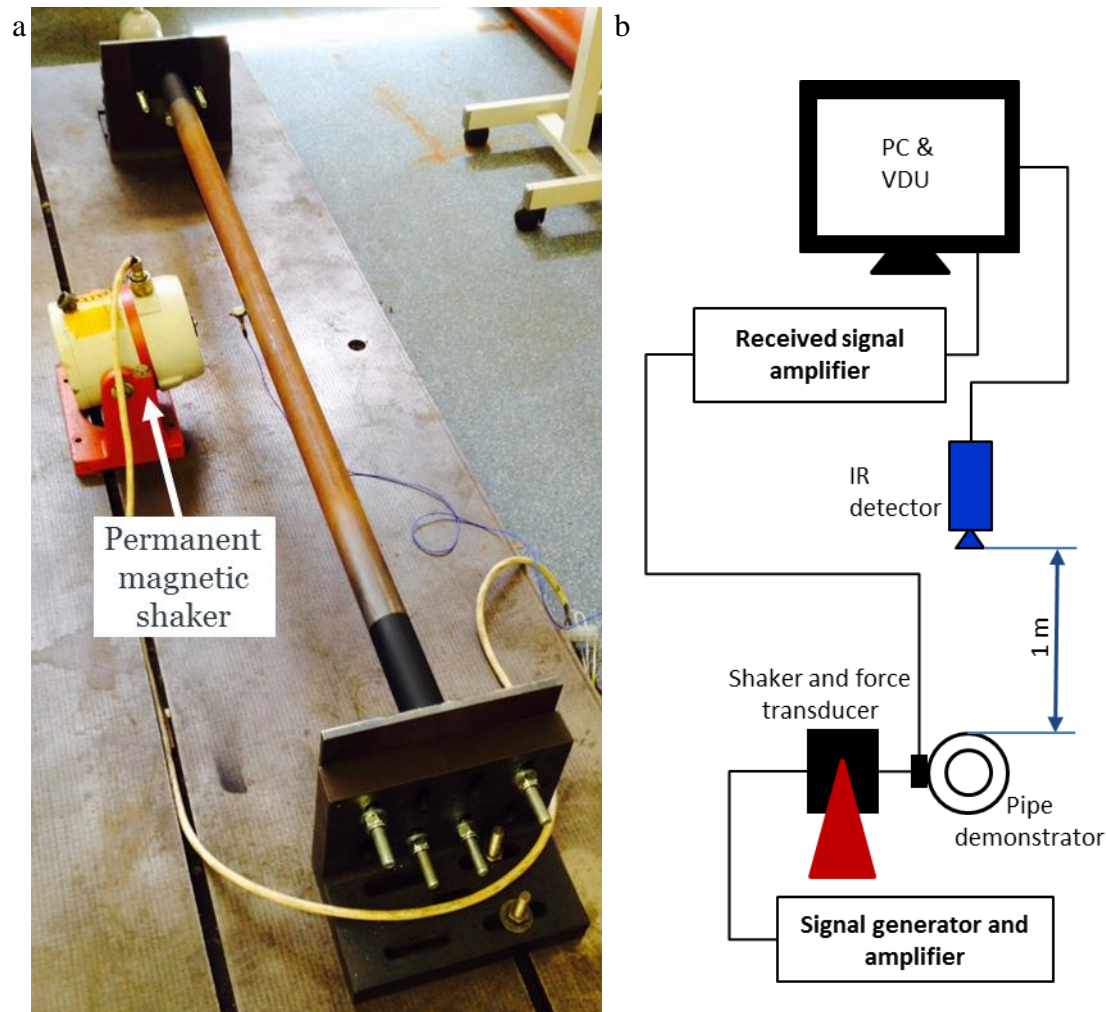 a
Permanent
magnetic
shaker
b
PC &
VDU
Received signal
amplifier
IR
detector
1 m
Shaker and force
transducer
Pipe
demonstrator
Signal generator and
amplifier